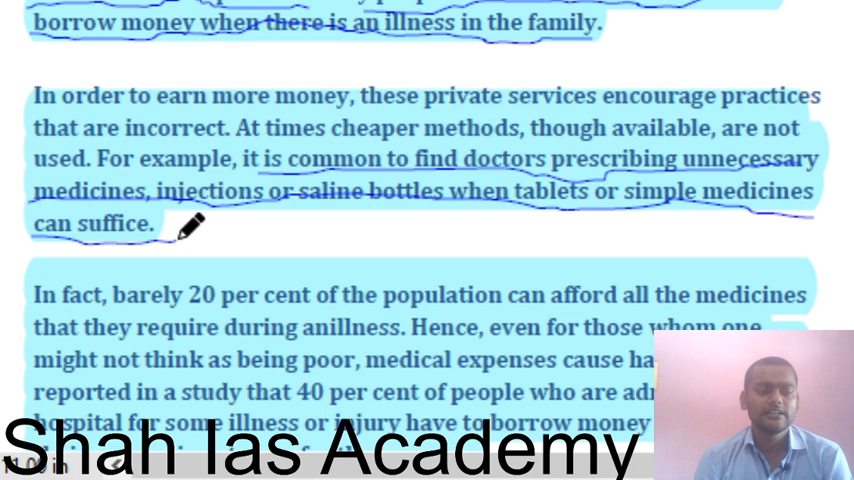 borrow money when there is an illness in the family.
In order to earn more money, these private services encourage practices
that are incorrect. At times cheaper methods, though available, are not
used. For example, it is common to find doctors prescribing unnecessary
medicines, injections or saline bottles when tablets or simple medicines
can suffice.
In fact, barely 20 per cent of the population can afford all the medicines
that they require during anillness. Hence, even for those whom one
might not think as being poor, medical expenses cause
reported in a study that 40 per cent of people who are
hospital for some illness or injury have to borrow money
Shah Ias Academy